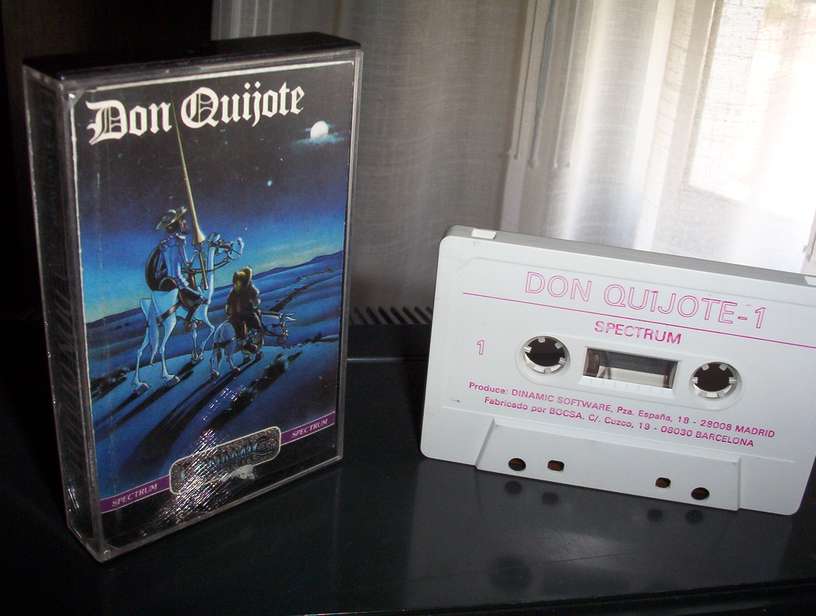 Don Quijote
SPECTRUM
DINAMIC
SPECTRUM
DON QUIJOTE-1
SPECTRUM
1
Produce: DINAMIC SOFTWARE, Pza. España, 18 - 28008 MADRID
Fabricado por BOCSA. C/. Cuzco, 19 - 08030 BARCELONA